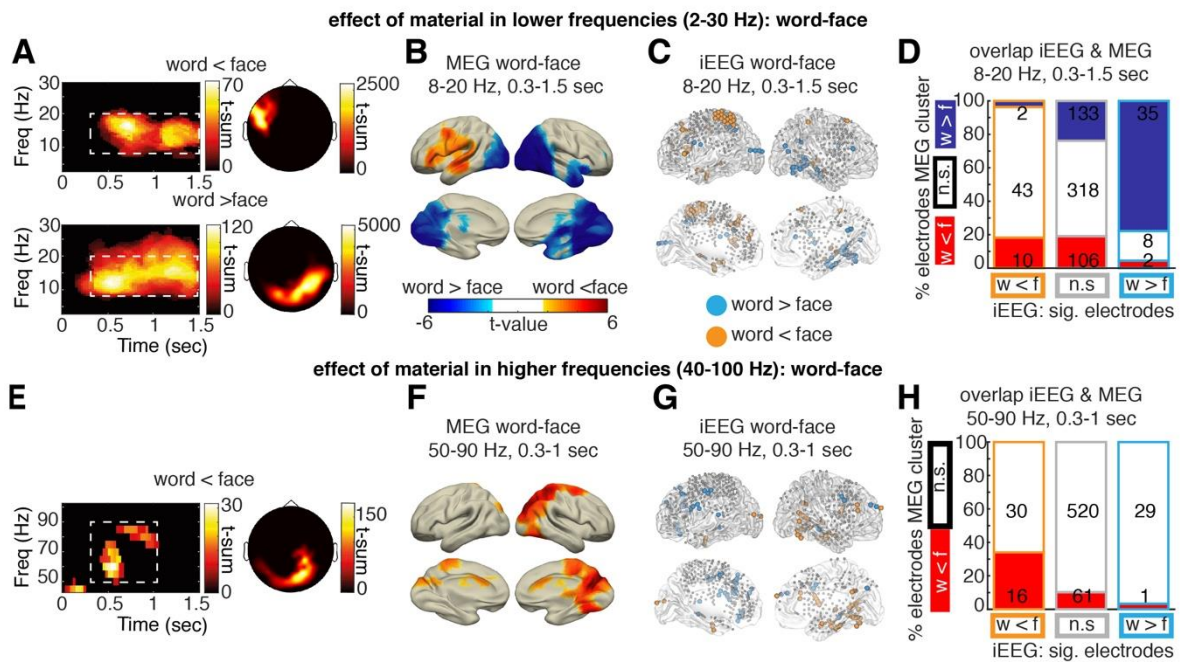 effect of material in lower frequencies (2-30 Hz): word-face
A
word < face
Freq (Hz)
30
20
10
0
0.5
1
1.5
70
t-sum
0
2500
t-sum
0
word >face
Freq (Hz)
30
20
10
0
0.5
1
1.5
Time (sec)
120
t-sum
0
5000
t-sum
0
B
MEG word-face
8-20 Hz, 0.3-1.5 sec
word > face
word <face
-6
t-value
6
C
iEEG word-face
8-20 Hz, 0.3-1.5 sec
word > face
word < face
D
overlap iEEG & MEG
8-20 Hz, 0.3-1.5 sec
% electrodes MEG cluster
w < f
n.s.
w > f
100
80
60
40
20
0
2
133
35
43
318
8
10
106
2
w < f
n.s
w > f
iEEG: sig. electrodes
effect of material in higher frequencies (40-100 Hz): word-face
E
word < face
Freq (Hz)
90
70
50
0
0.5
1
1.5
Time (sec)
30
t-sum
0
150
t-sum
0
F
MEG word-face
50-90 Hz, 0.3-1 sec
G
iEEG word-face
50-90 Hz, 0.3-1 sec
H
overlap iEEG & MEG
50-90 Hz, 0.3-1 sec
% electrodes MEG cluster
w < f
n.s.
100
80
60
40
20
0
30
520
29
16
61
1
w < f
n.s
w > f
iEEG: sig. electrodes